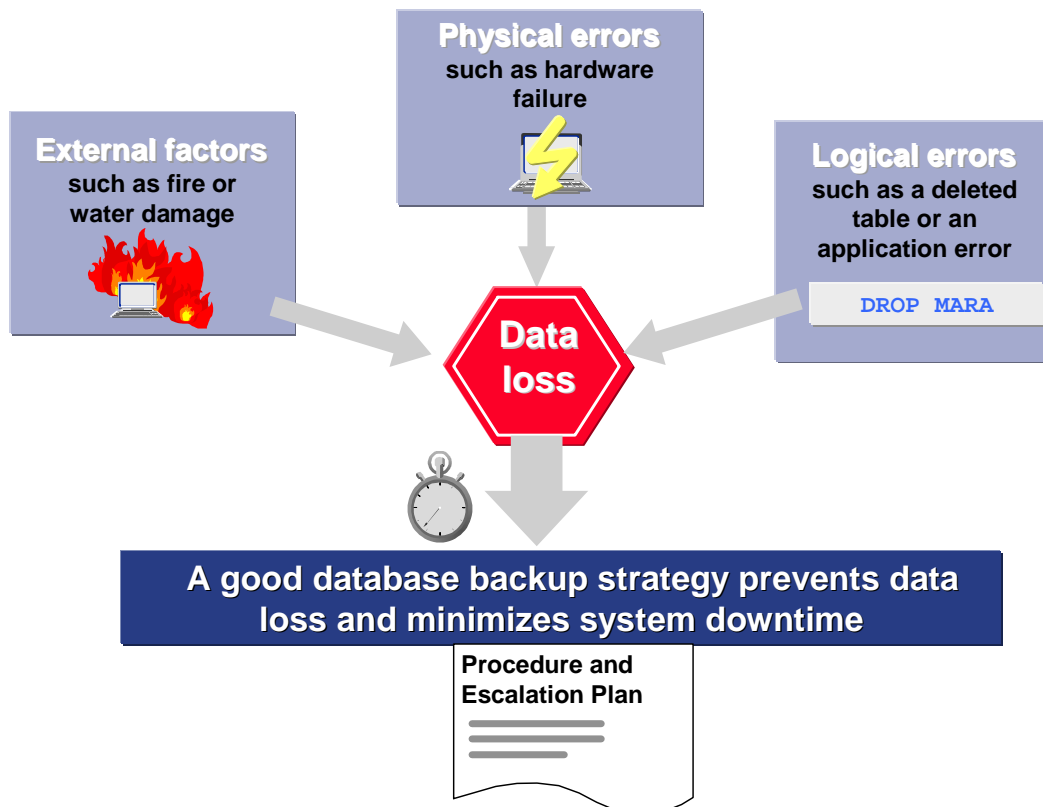 Physical errors
such as hardware
failure
External factors
such as fire or
water damage
Logical errors
such as a deleted
table or an
application error
DROP MARA
Data
loss
A good database backup strategy prevents data
loss and minimizes system downtime
Procedure and
Escalation Plan